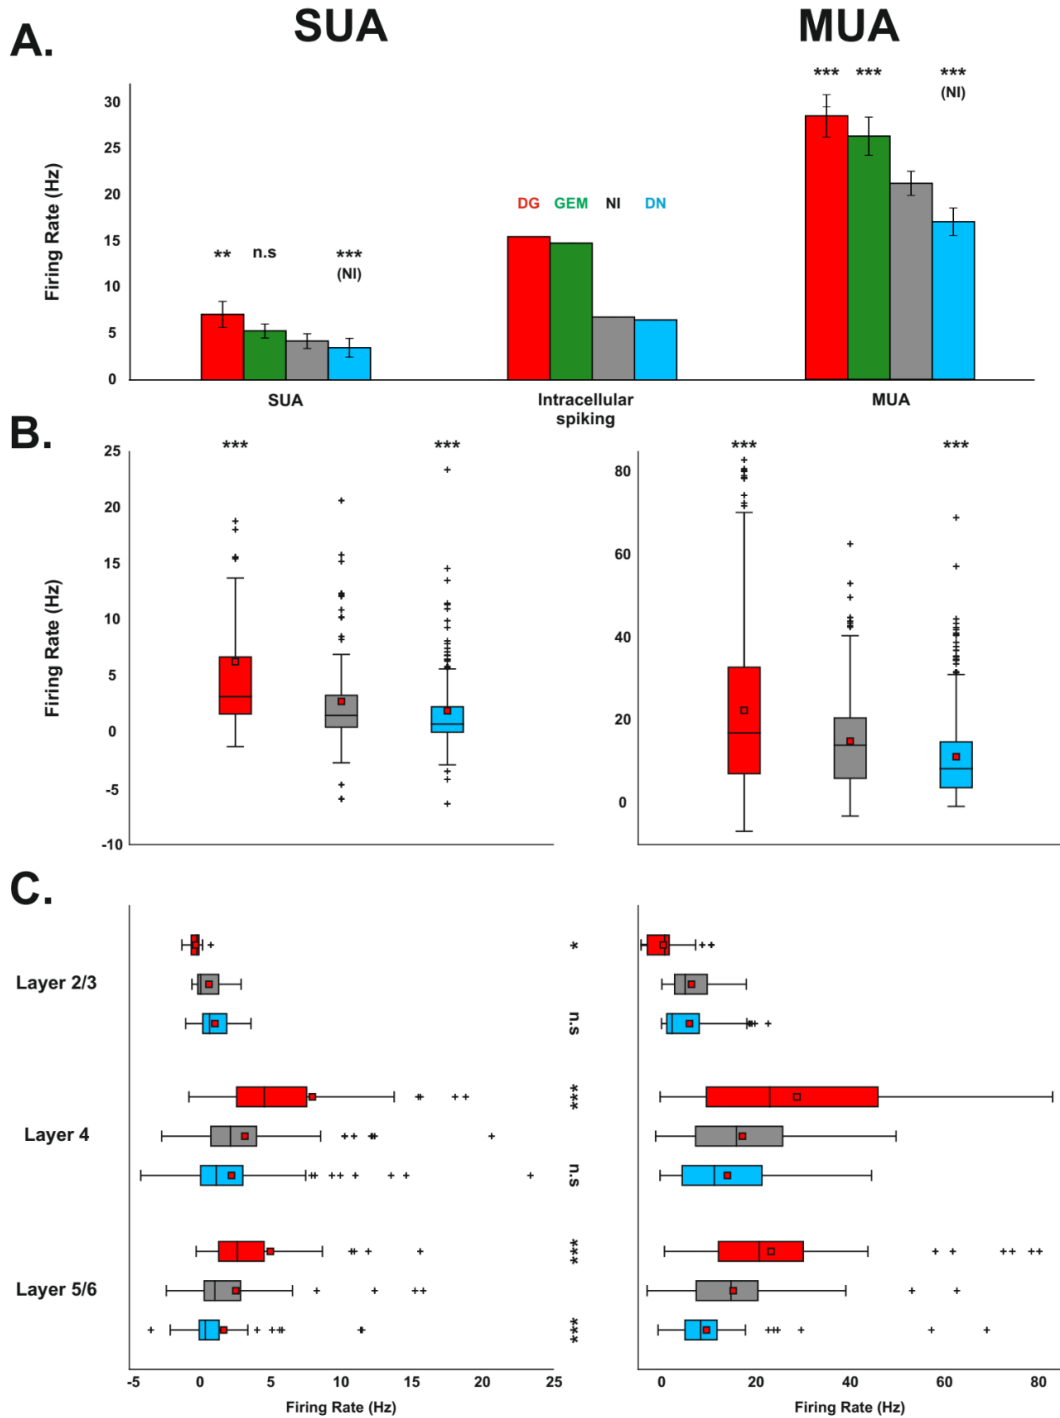 SUA MUA
A.
*** *** ***
(NI)
30
25
20
15
10
5
0
Firing Rate (Hz)
DG GEM NI DN
** n.s ***
(NI)
SUA Intracellular spiking MUA
B.
*** ***
25
20
15
10
5
0
-5
-10
Firing Rate (Hz)
*** ***
80
60
40
20
0
C.
Layer 2/3
*
n.s
Layer 4
***
n.s
Layer 5/6
***
***
-5 0 5 10 15 20 25
Firing Rate (Hz)
0 20 40 60 80
Firing Rate (Hz)